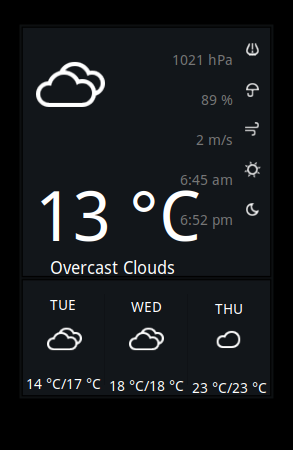 1021 hPa
89 %
2 m/s
6:45 am
13 °C
6:52 pm
Overcast Clouds
TUE WED THU
14 °C/17 °C 18 °C/18 °C 23 °C/23 °C